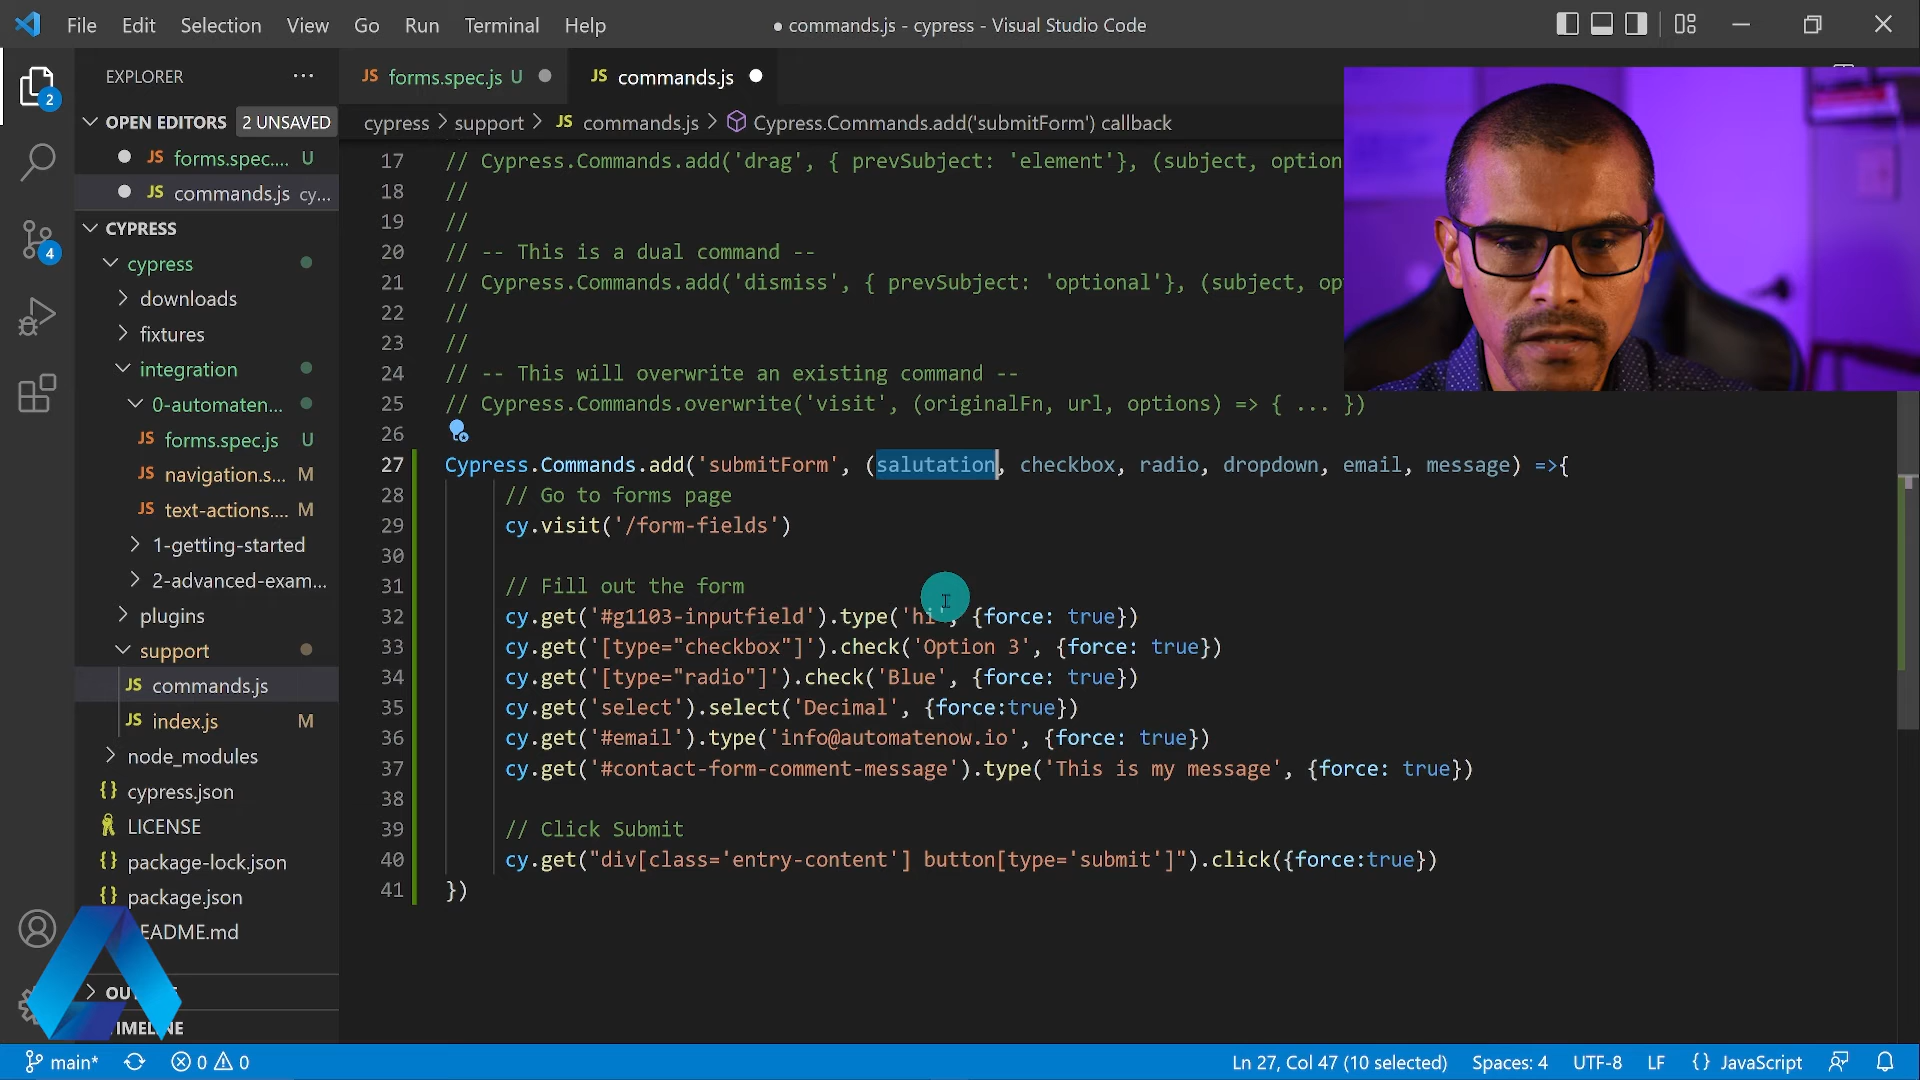 File Edit Selection View Go Run Terminal Help
● commands.js - cypress - Visual Studio Code
EXPLORER
OPEN EDITORS 2 UNSAVED
JS forms.spec.... U
JS commands.js cy...
CYPRESS
cypress
downloads
fixtures
integration
0-automaten...
JS forms.spec.js U
JS navigation.s... M
JS text-actions.... M
1-getting-started
2-advanced-exam...
plugins
support
JS commands.js
JS index.js M
node_modules
{} cypress.json
LICENSE
{} package-lock.json
{} package.json
EADME.md
OU
TIMELINE
2
4
JS forms.spec.js U
JS commands.js
cypress > support > JS commands.js > Cypress.Commands.add('submitForm') callback
17 // Cypress.Commands.add('drag', { prevSubject: 'element'}, (subject, option
18 //
19 //
20 // -- This is a dual command --
21 // Cypress.Commands.add('dismiss', { prevSubject: 'optional'}, (subject, op
22 //
23 //
24 // -- This will overwrite an existing command --
25 // Cypress.Commands.overwrite('visit', (originalFn, url, options) => { ... })
26
27 Cypress.Commands.add('submitForm', (salutation, checkbox, radio, dropdown, email, message) =>{
28 // Go to forms page
29 cy.visit('/form-fields')
30
31 // Fill out the form
32 cy.get('#g1103-inputfield').type('hi', {force: true})
33 cy.get('[type="checkbox"]').check('Option 3', {force: true})
34 cy.get('[type="radio"]').check('Blue', {force: true})
35 cy.get('select').select('Decimal', {force:true})
36 cy.get('#email').type('info@automatenow.io', {force: true})
37 cy.get('#contact-form-comment-message').type('This is my message', {force: true})
38
39 // Click Submit
40 cy.get("div[class='entry-content'] button[type='submit']").click({force:true})
41 })
main* 0 0 Ln 27, Col 47 (10 selected) Spaces: 4 UTF-8 LF {} JavaScript